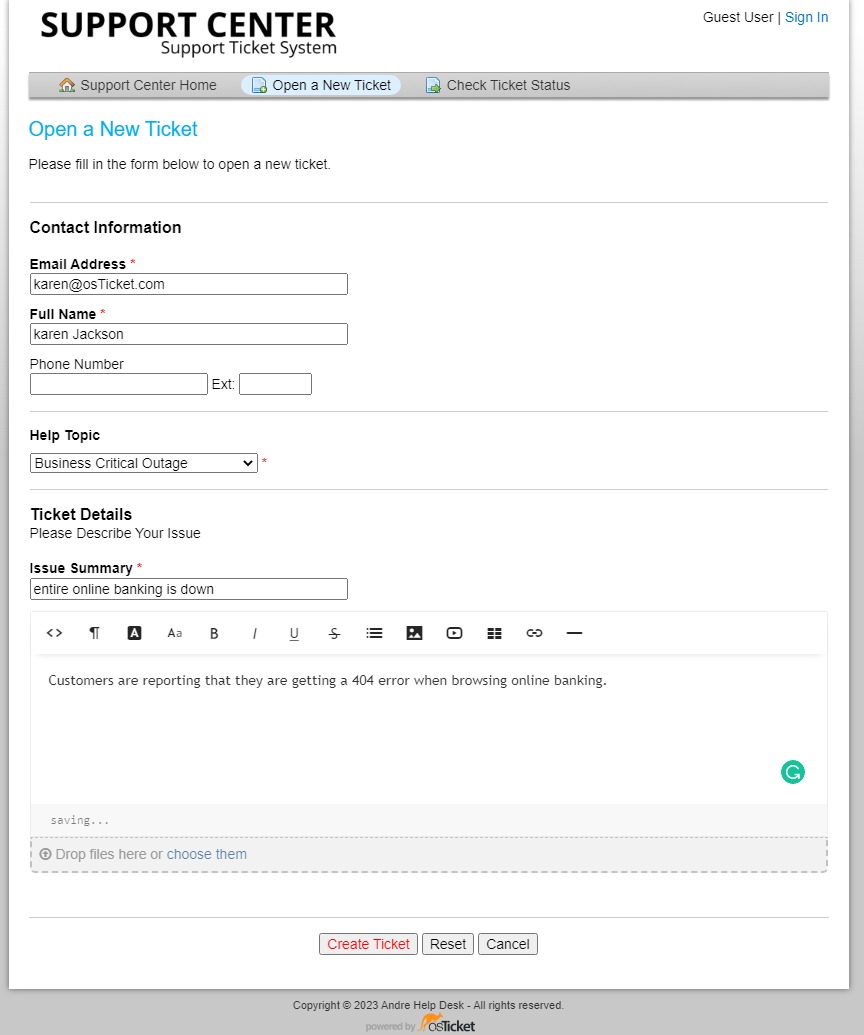 SUPPORT CENTER
Support Ticket System
Guest User | Sign In
Support Center Home Open a New Ticket Check Ticket Status
Open a New Ticket
Please fill in the form below to open a new ticket.
Contact Information
Email Address *
karen@osTicket.com
Full Name *
karen Jackson
Phone Number
Ext:
Help Topic
Business Critical Outage *
Ticket Details
Please Describe Your Issue
Issue Summary *
entire online banking is down
<> ¶ A Aa B I U S
Customers are reporting that they are getting a 404 error when browsing online banking.
saving...
Drop files here or choose them
Create Ticket Reset Cancel
Copyright © 2023 Andre Help Desk - All rights reserved.
powered by osTicket